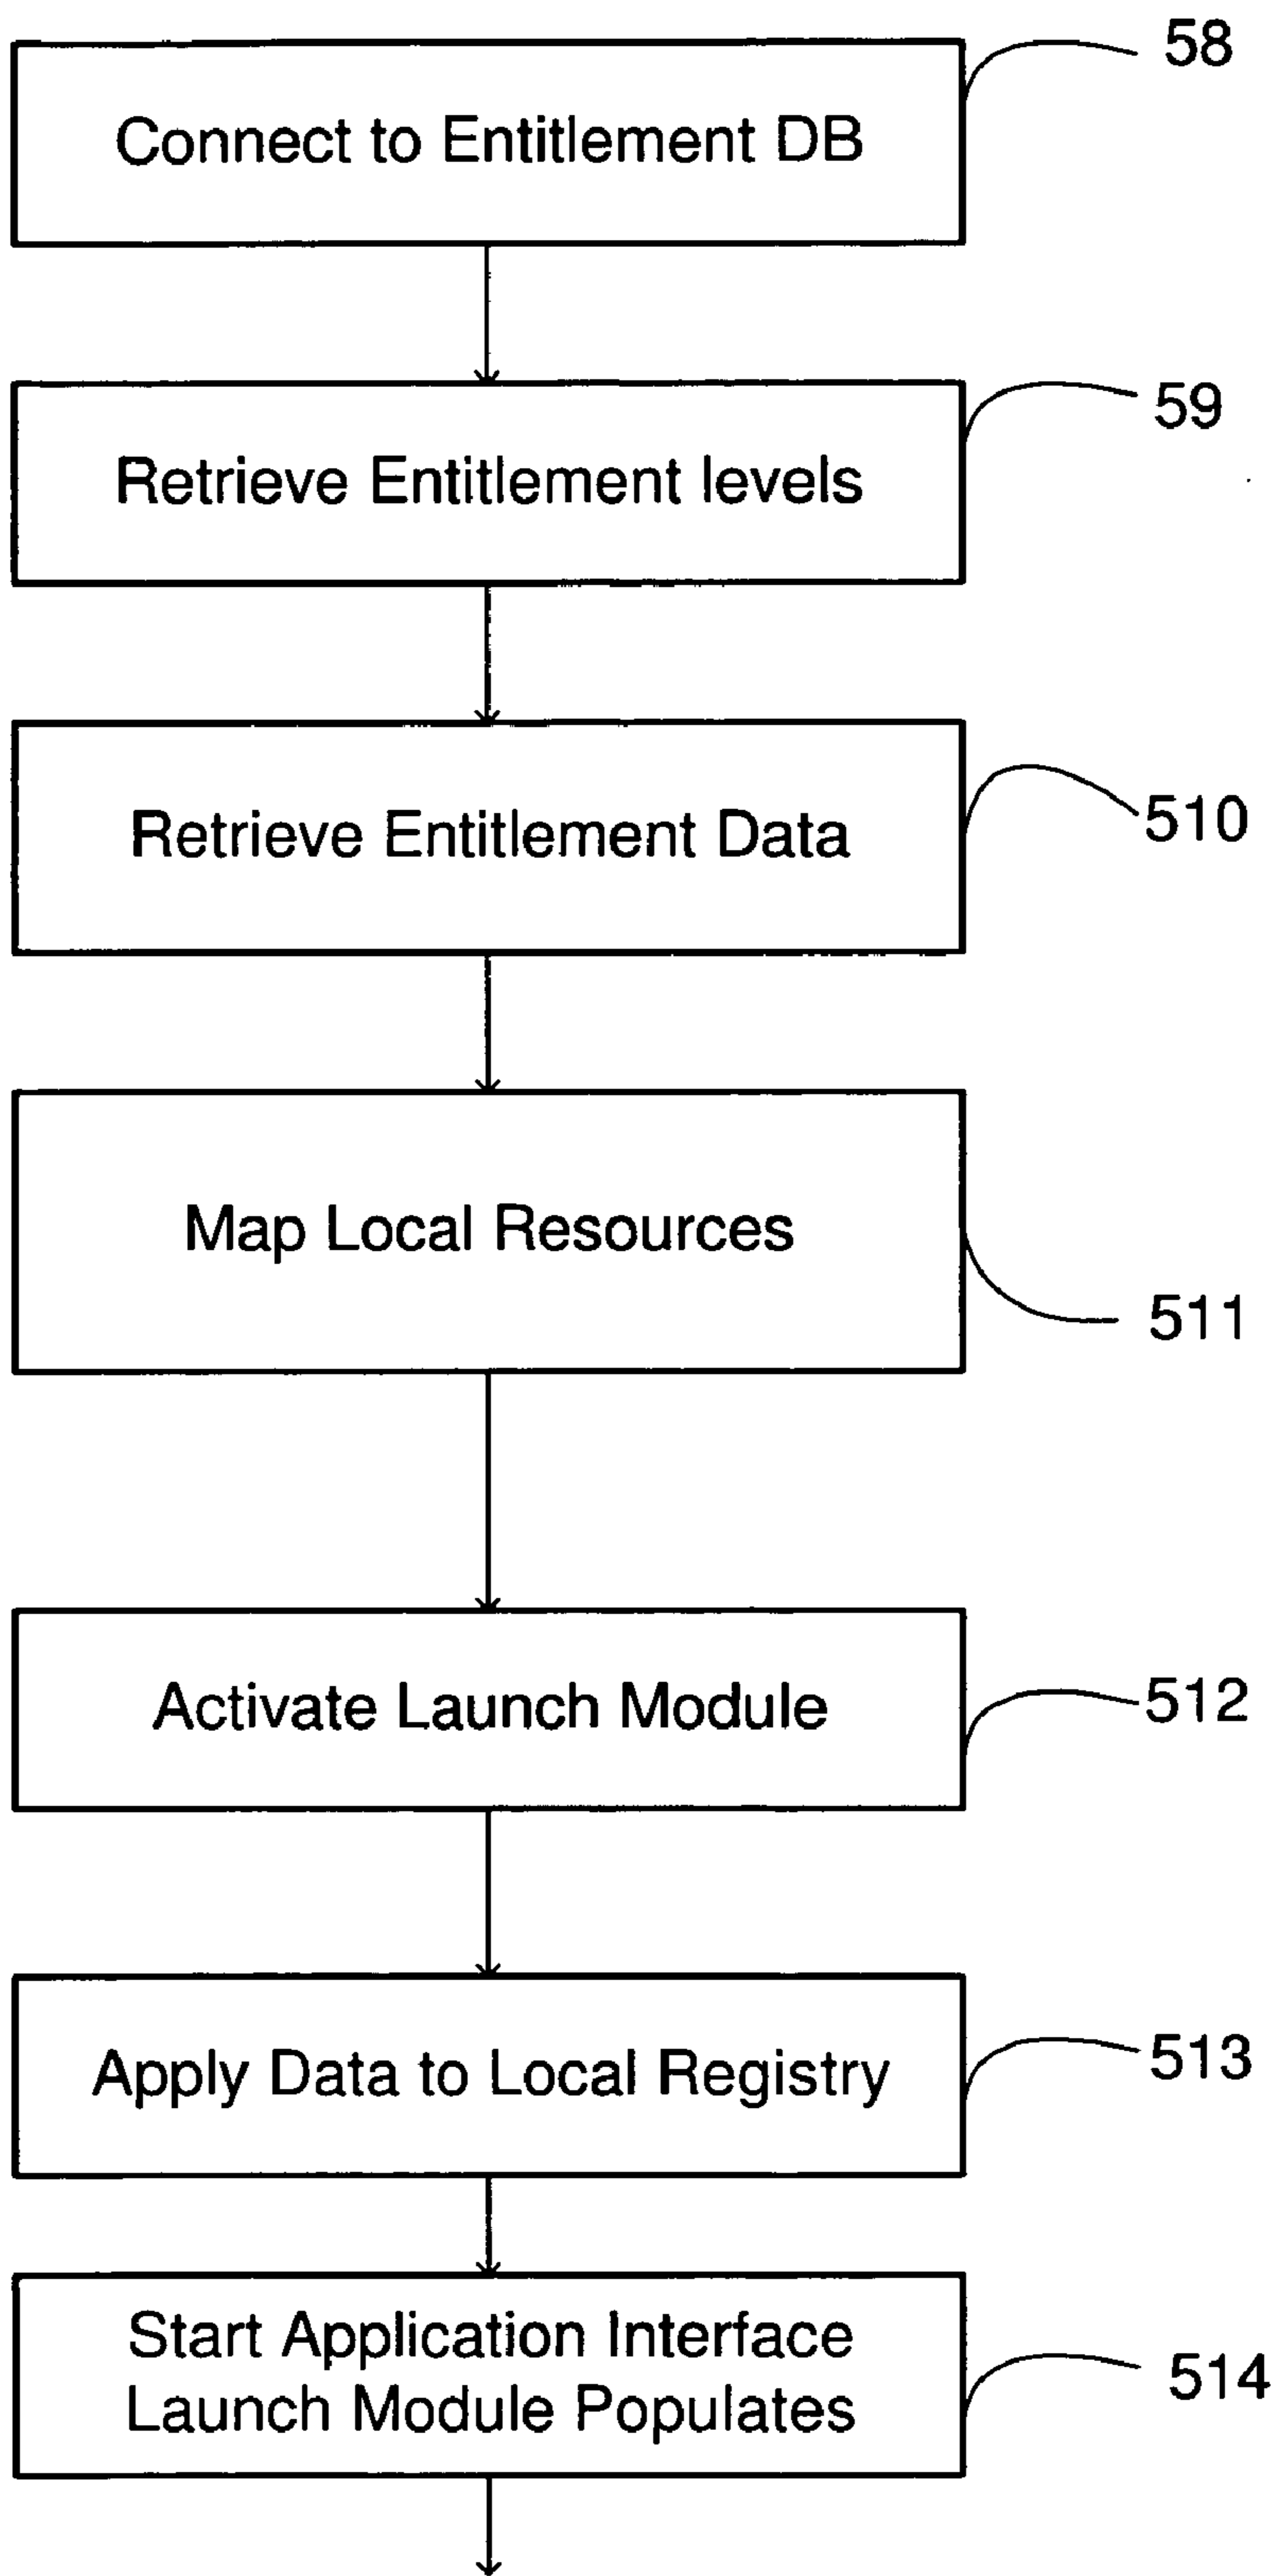 58
Connect to Entitlement DB
59
Retrieve Entitlement levels
510
Retrieve Entitlement Data
Map Local Resources
511
Activate Launch Module
512
Apply Data to Local Registry
513
Start Application Interface
Launch Module Populates
514